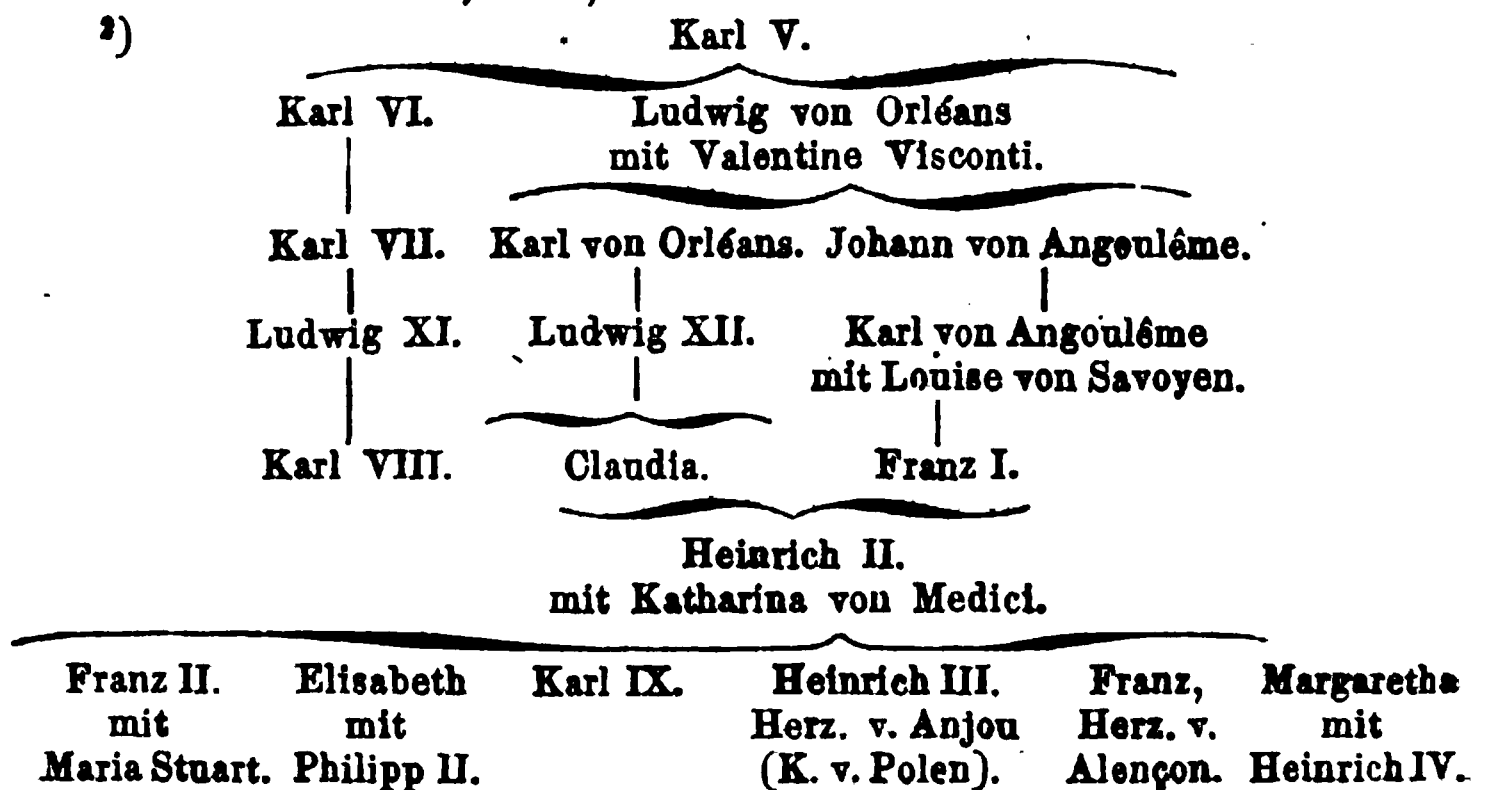 2) Karl V.
Karl VI. Ludwig von Orléans
mit Valentine Visconti.
Karl VII. Karl von Orléans. Johann von Angoulême.
Ludwig XI. Ludwig XII. Karl von Angoulême
mit Louise von Savoyen.
Karl VIII. Claudia. Franz I.
Heinrich II.
mit Katharina von Medici.
Franz II. Elisabeth Karl IX. Heinrich III. Franz, Margaretha
mit mit Herz. v. Anjou Herz. v. mit
Maria Stuart. Philipp II. (K. v. Polen). Alençon. Heinrich IV.